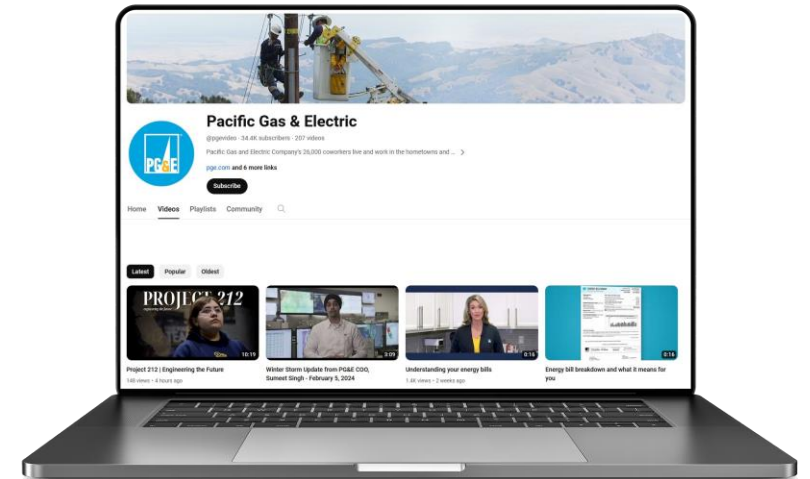 Pacific Gas & Electric
@pgevideo · 34.4K subscribers · 207 videos
Pacific Gas and Electric Company's 26,000 coworkers live and work in the hometowns and ...
PG&E
pge.com and 6 more links
Subscribe
Home Videos Playlists Community
Latest Popular Oldest
PROJECT 212
10:19
3:09
0:16
0:16
Project 212 | Engineering the Future
148 views • 4 hours ago
Winter Storm Update from PG&E COO,
Sumeet Singh - February 5, 2024
Understanding your energy bills
1.4K views • 2 weeks ago
Energy bill breakdown and what it means for
you